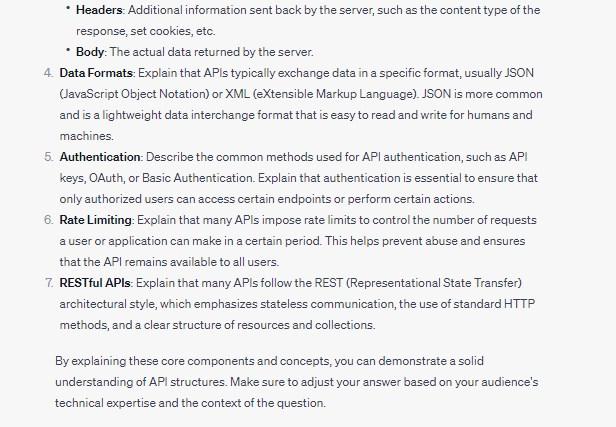 • Headers: Additional information sent back by the server, such as the content type of the
response, set cookies, etc.
• Body: The actual data returned by the server.
4. Data Formats: Explain that APIs typically exchange data in a specific format, usually JSON
(JavaScript Object Notation) or XML (eXtensible Markup Language). JSON is more common
and is a lightweight data interchange format that is easy to read and write for humans and
machines.
5. Authentication: Describe the common methods used for API authentication, such as API
keys, OAuth, or Basic Authentication. Explain that authentication is essential to ensure that
only authorized users can access certain endpoints or perform certain actions.
6. Rate Limiting: Explain that many APIs impose rate limits to control the number of requests
a user or application can make in a certain period. This helps prevent abuse and ensures
that the API remains available to all users.
7. RESTful APIs: Explain that many APIs follow the REST (Representational State Transfer)
architectural style, which emphasizes stateless communication, the use of standard HTTP
methods, and a clear structure of resources and collections.
By explaining these core components and concepts, you can demonstrate a solid
understanding of API structures. Make sure to adjust your answer based on your audience's
technical expertise and the context of the question.